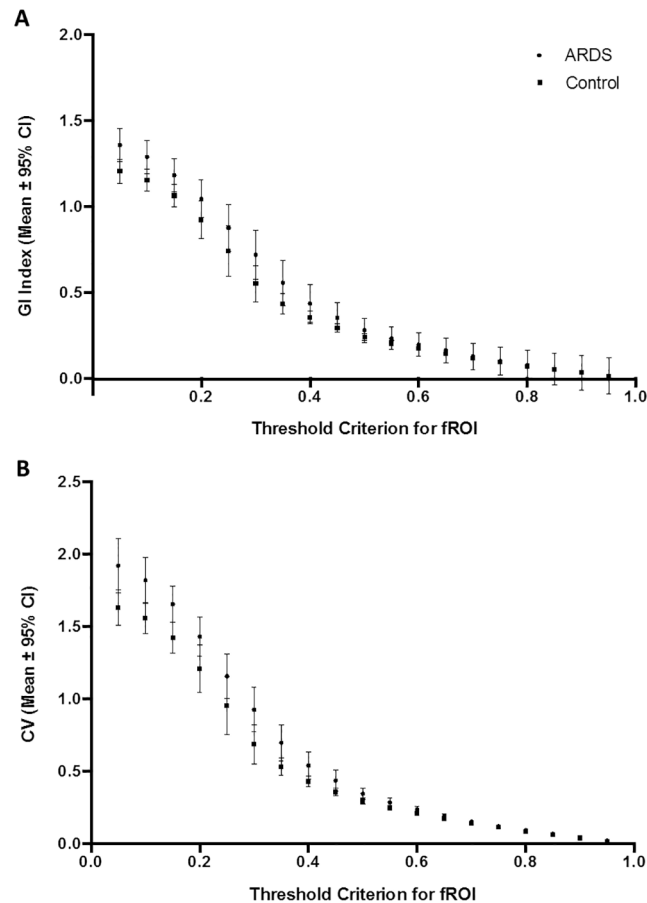 A
2.0
1.5
1.0
0.5
0.0
GI Index (Mean ± 95% CI)
ARDS
Control
0.2
0.4
0.6
0.8
1.0
Threshold Criterion for fROI
B
2.5
2.0
1.5
1.0
0.5
0.0
CV (Mean ± 95% CI)
0.0
0.2
0.4
0.6
0.8
1.0
Threshold Criterion for fROI